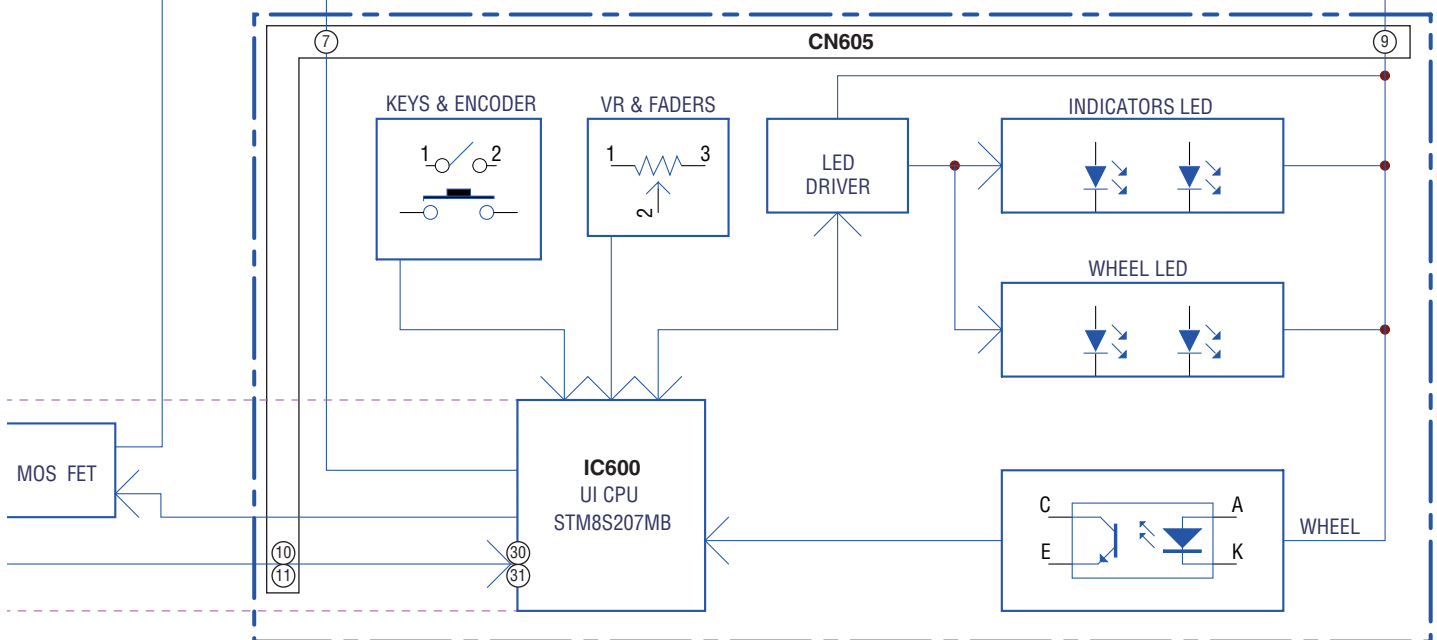 7
CN605
9
KEYS & ENCODER
VR & FADERS
INDICATORS LED
1
2
1
3
2
LED
DRIVER
WHEEL LED
MOS FET
IC600
UI CPU
STM8S207MB
C
A
E
K
WHEEL
10
11
30
31